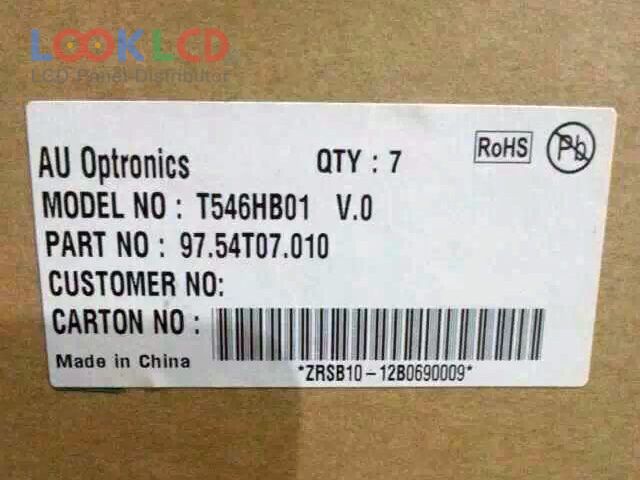 LOOKLCD
LCD Panel Distributor
AU Optronics QTY : 7 RoHS Pb
MODEL NO : T546HB01 V.0
PART NO : 97.54T07.010
CUSTOMER NO:
CARTON NO :
Made in China *ZRSB10-12B0690009*